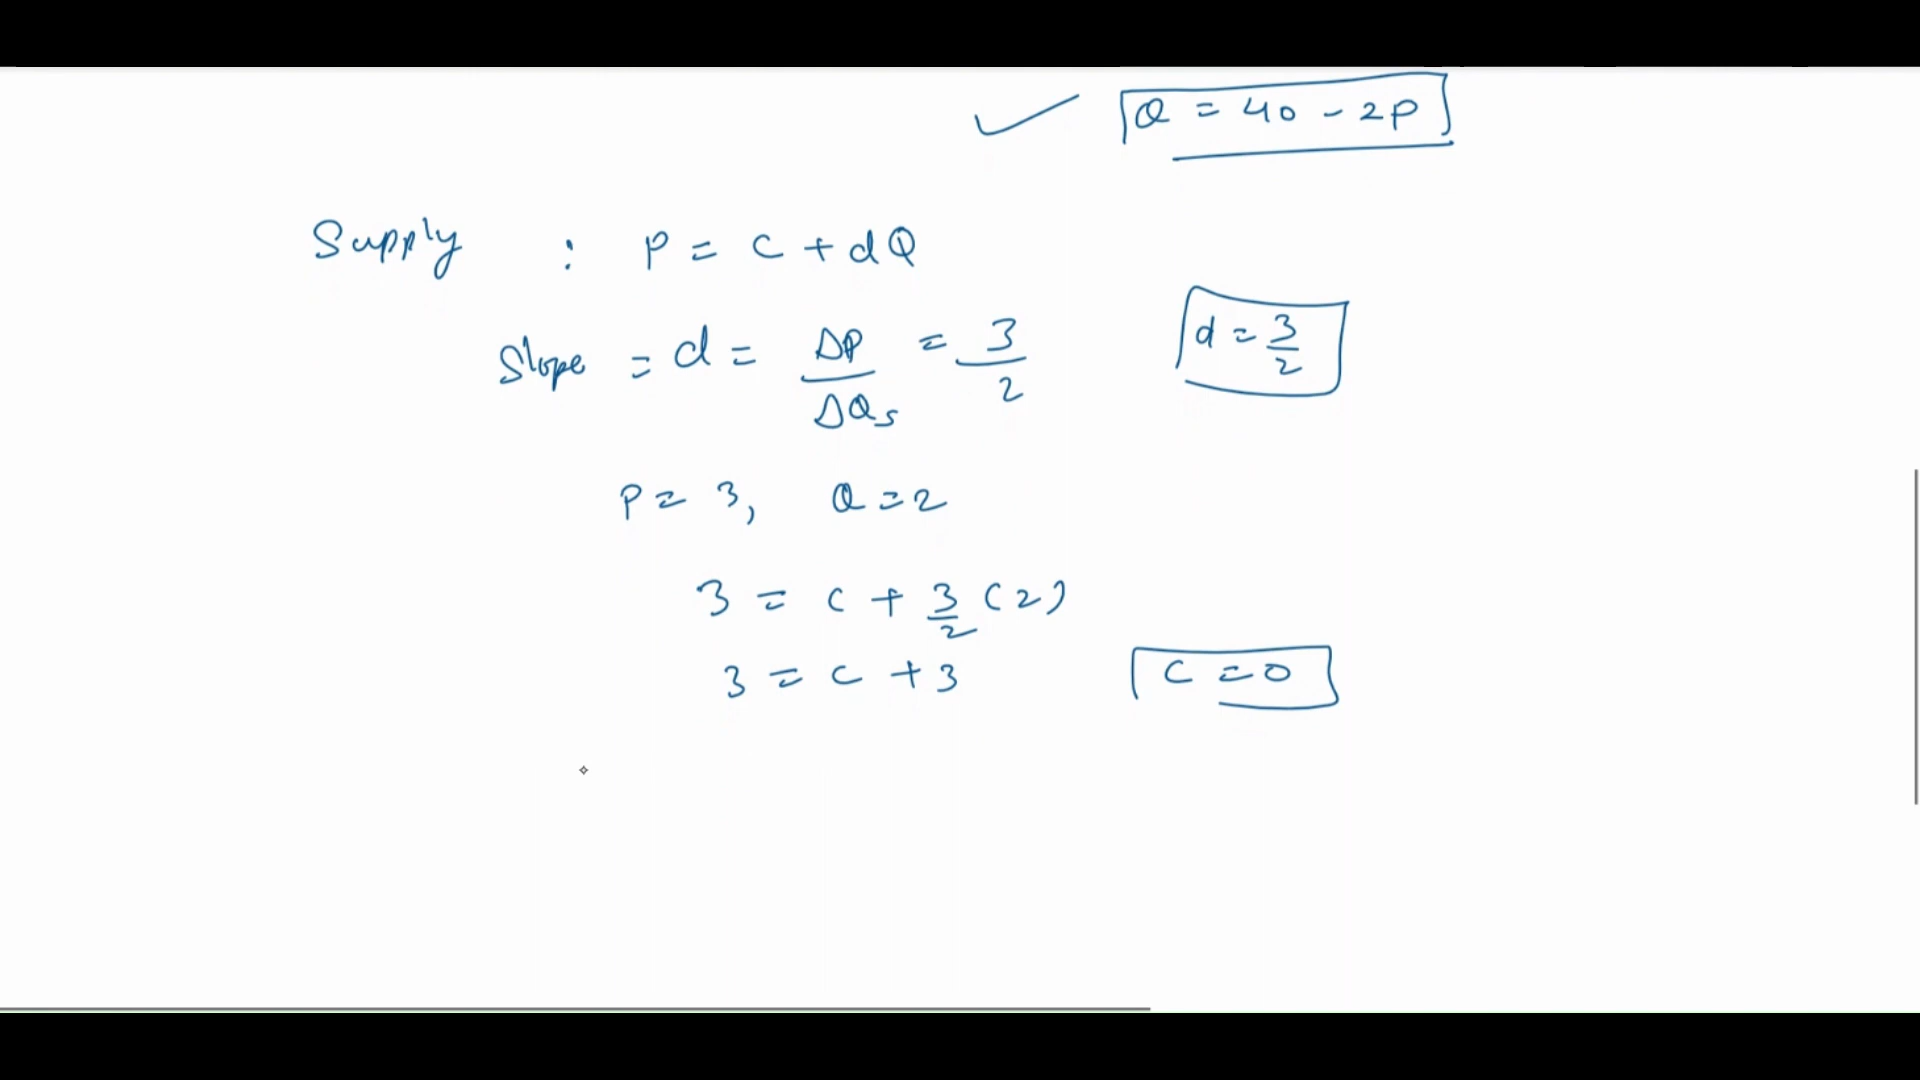 Q = 40 - 2P
Supply : P = C + dQ
Slope = d = ΔP/ΔQs = 3/2 d = 3/2
P = 3, Q = 2
3 = C + 3/2 (2)
3 = C + 3 C = 0